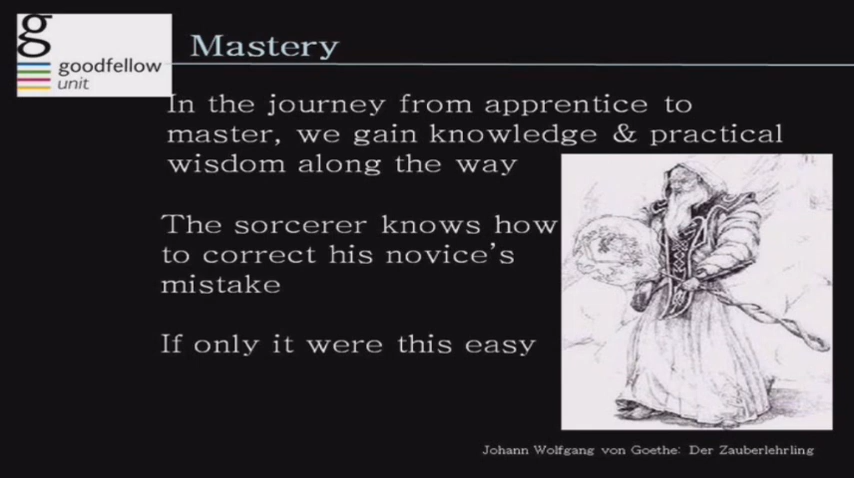 g
goodfellow
unit
Mastery
In the journey from apprentice to
master, we gain knowledge & practical
wisdom along the way
The sorcerer knows how
to correct his novice's
mistake
If only it were this easy
Johann Wolfgang von Goethe: Der Zauberlehrling